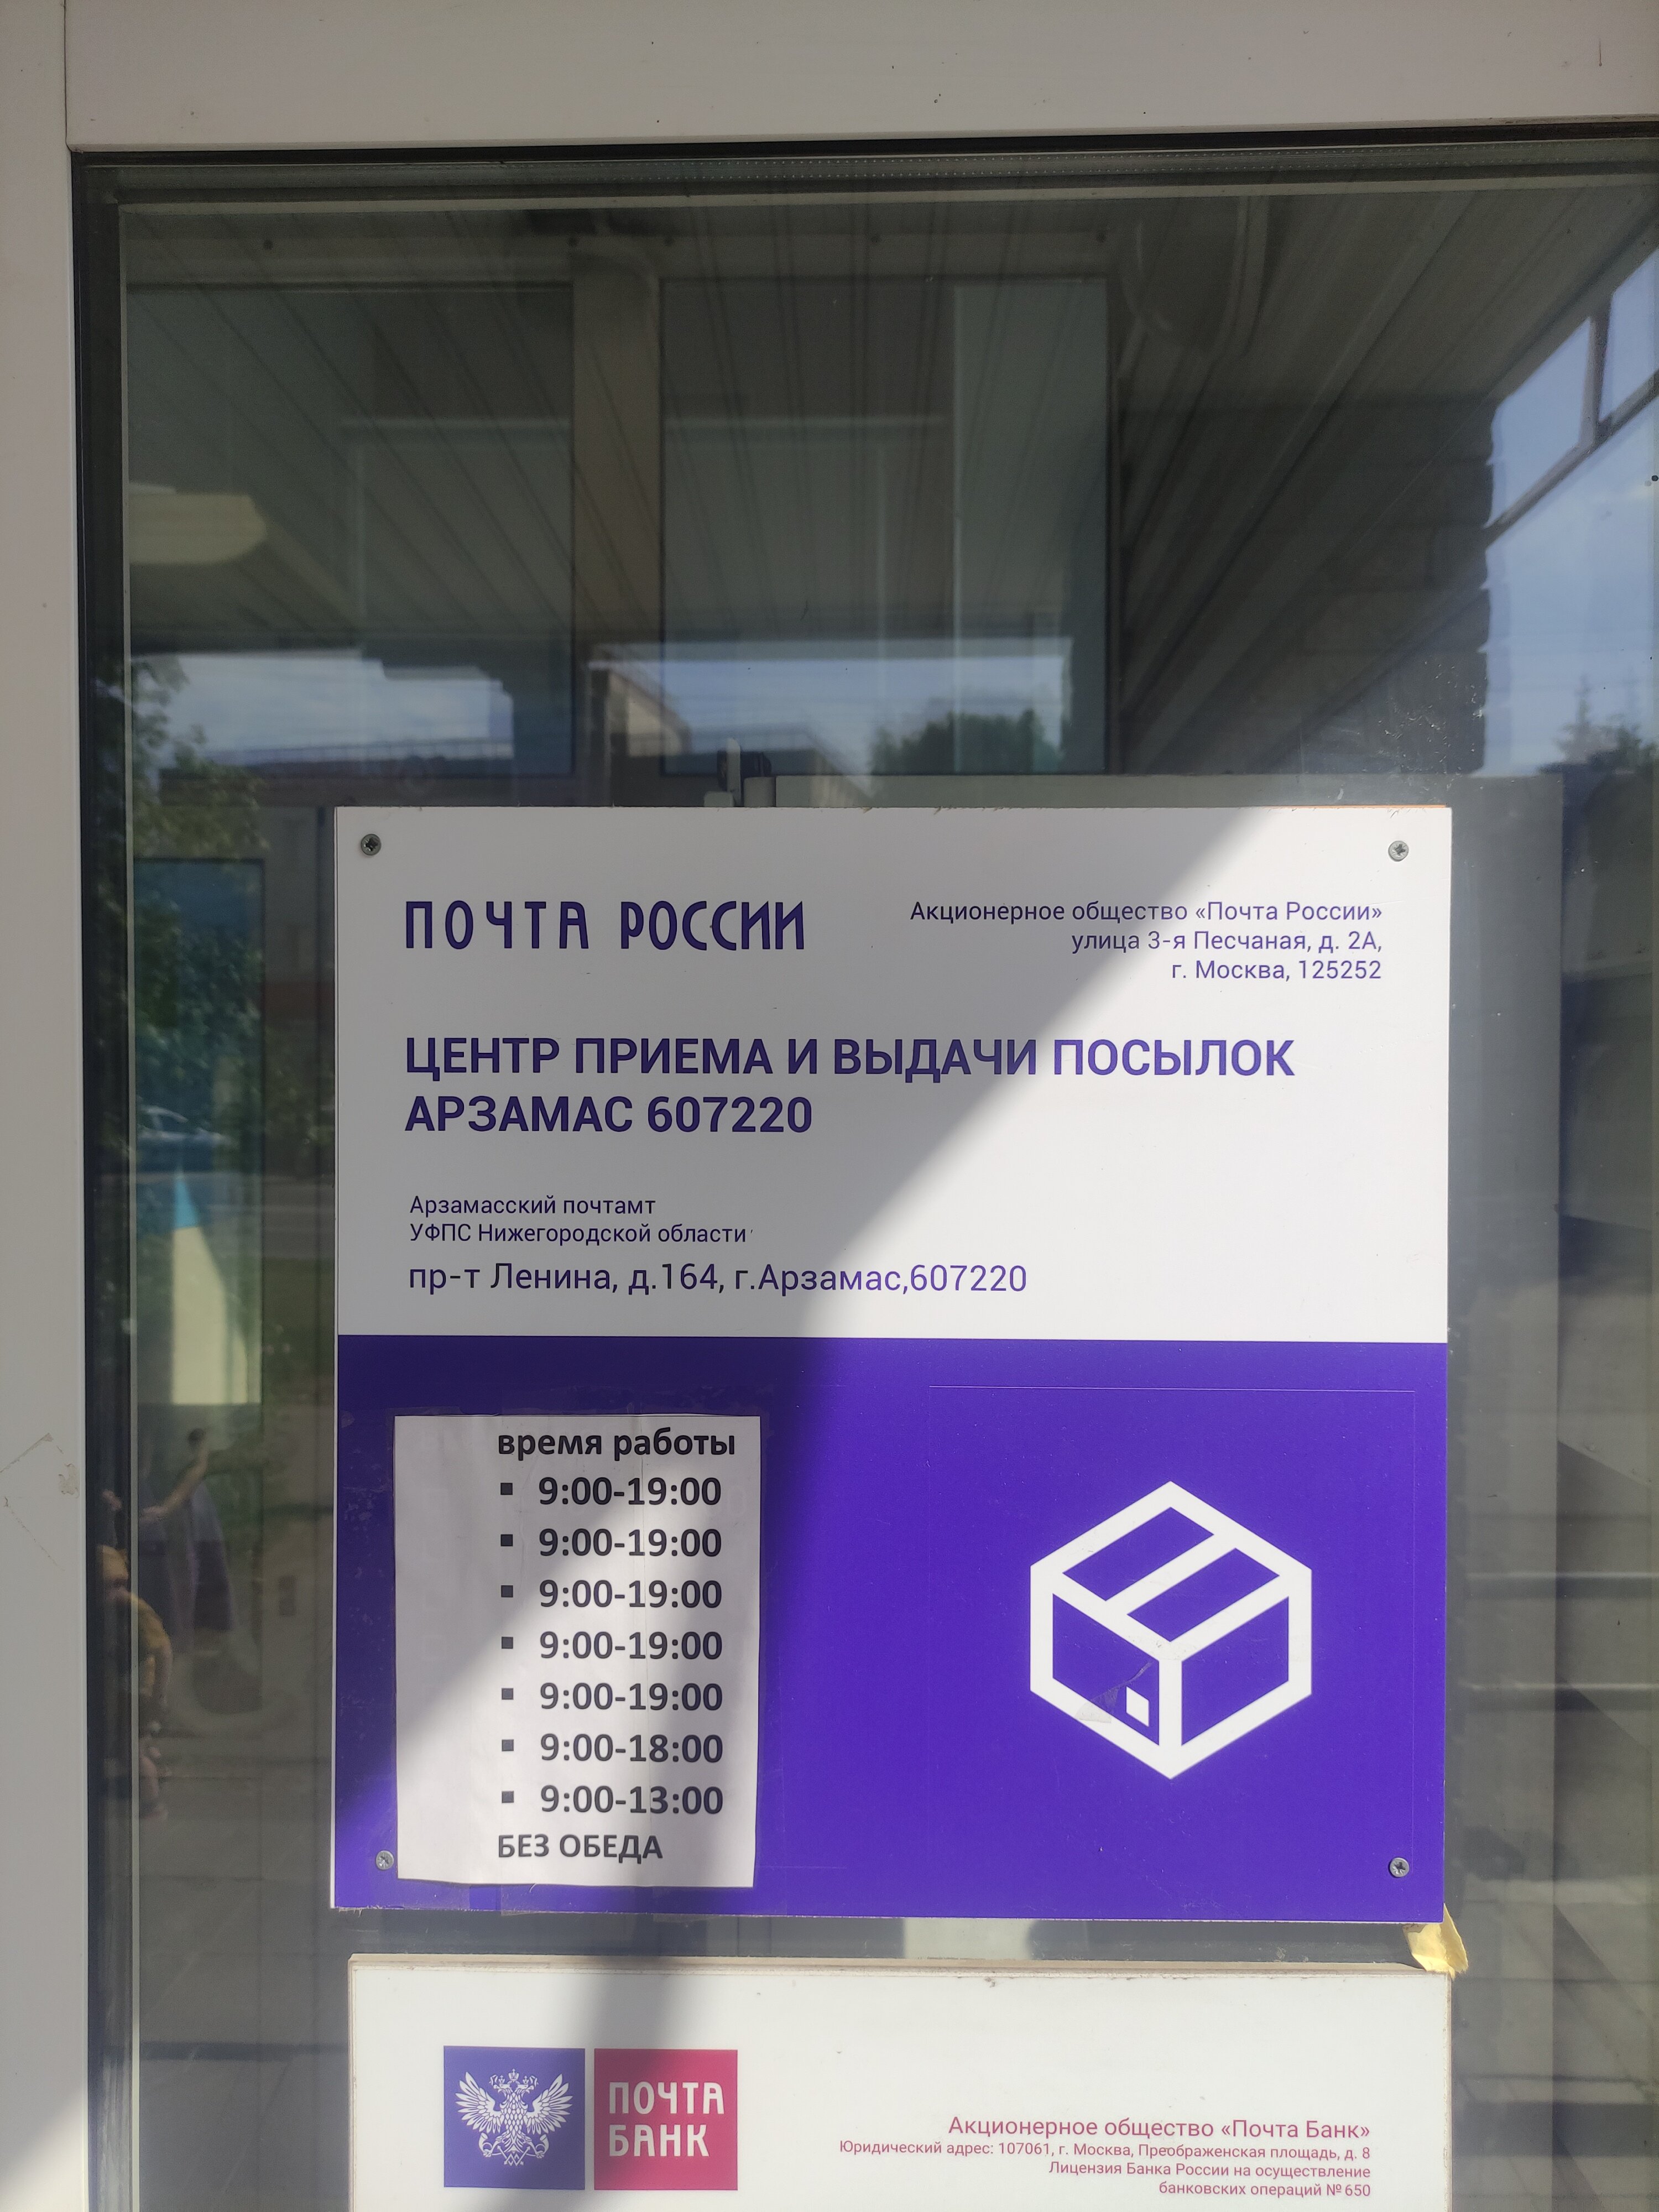 ПОЧТА РОССИИ
Акционерное общество «Почта России»
улица 3-я Песчаная, д. 2А,
г. Москва, 125252
ЦЕНТР ПРИЕМА И ВЫДАЧИ ПОСЫЛОК
АРЗАМАС 607220
Арзамасский почтамт
УФПС Нижегородской области
пр-т Ленина, д.164, г.Арзамас,607220
время работы
▪ 9:00-19:00
▪ 9:00-19:00
▪ 9:00-19:00
▪ 9:00-19:00
▪ 9:00-19:00
▪ 9:00-18:00
▪ 9:00-13:00
БЕЗ ОБЕДА
ПОЧТА
БАНК
Акционерное общество «Почта Банк»
Юридический адрес: 107061, г. Москва, Преображенская площадь, д. 8
Лицензия Банка России на осуществление
банковских операций № 650